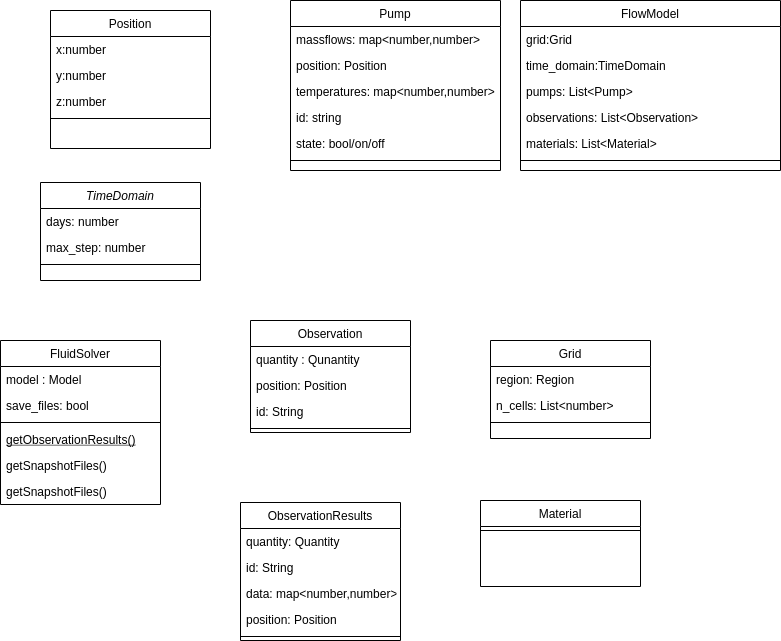 Position
x:number
y:number
z:number
Pump
massflows: map<number,number>
position: Position
temperatures: map<number,number>
id: string
state: bool/on/off
FlowModel
grid:Grid
time_domain:TimeDomain
pumps: List<Pump>
observations: List<Observation>
materials: List<Material>
TimeDomain
days: number
max_step: number
FluidSolver
model : Model
save_files: bool
getObservationResults()
getSnapshotFiles()
getSnapshotFiles()
Observation
quantity : Qunantity
position: Position
id: String
Grid
region: Region
n_cells: List<number>
ObservationResults
quantity: Quantity
id: String
data: map<number,number>
position: Position
Material